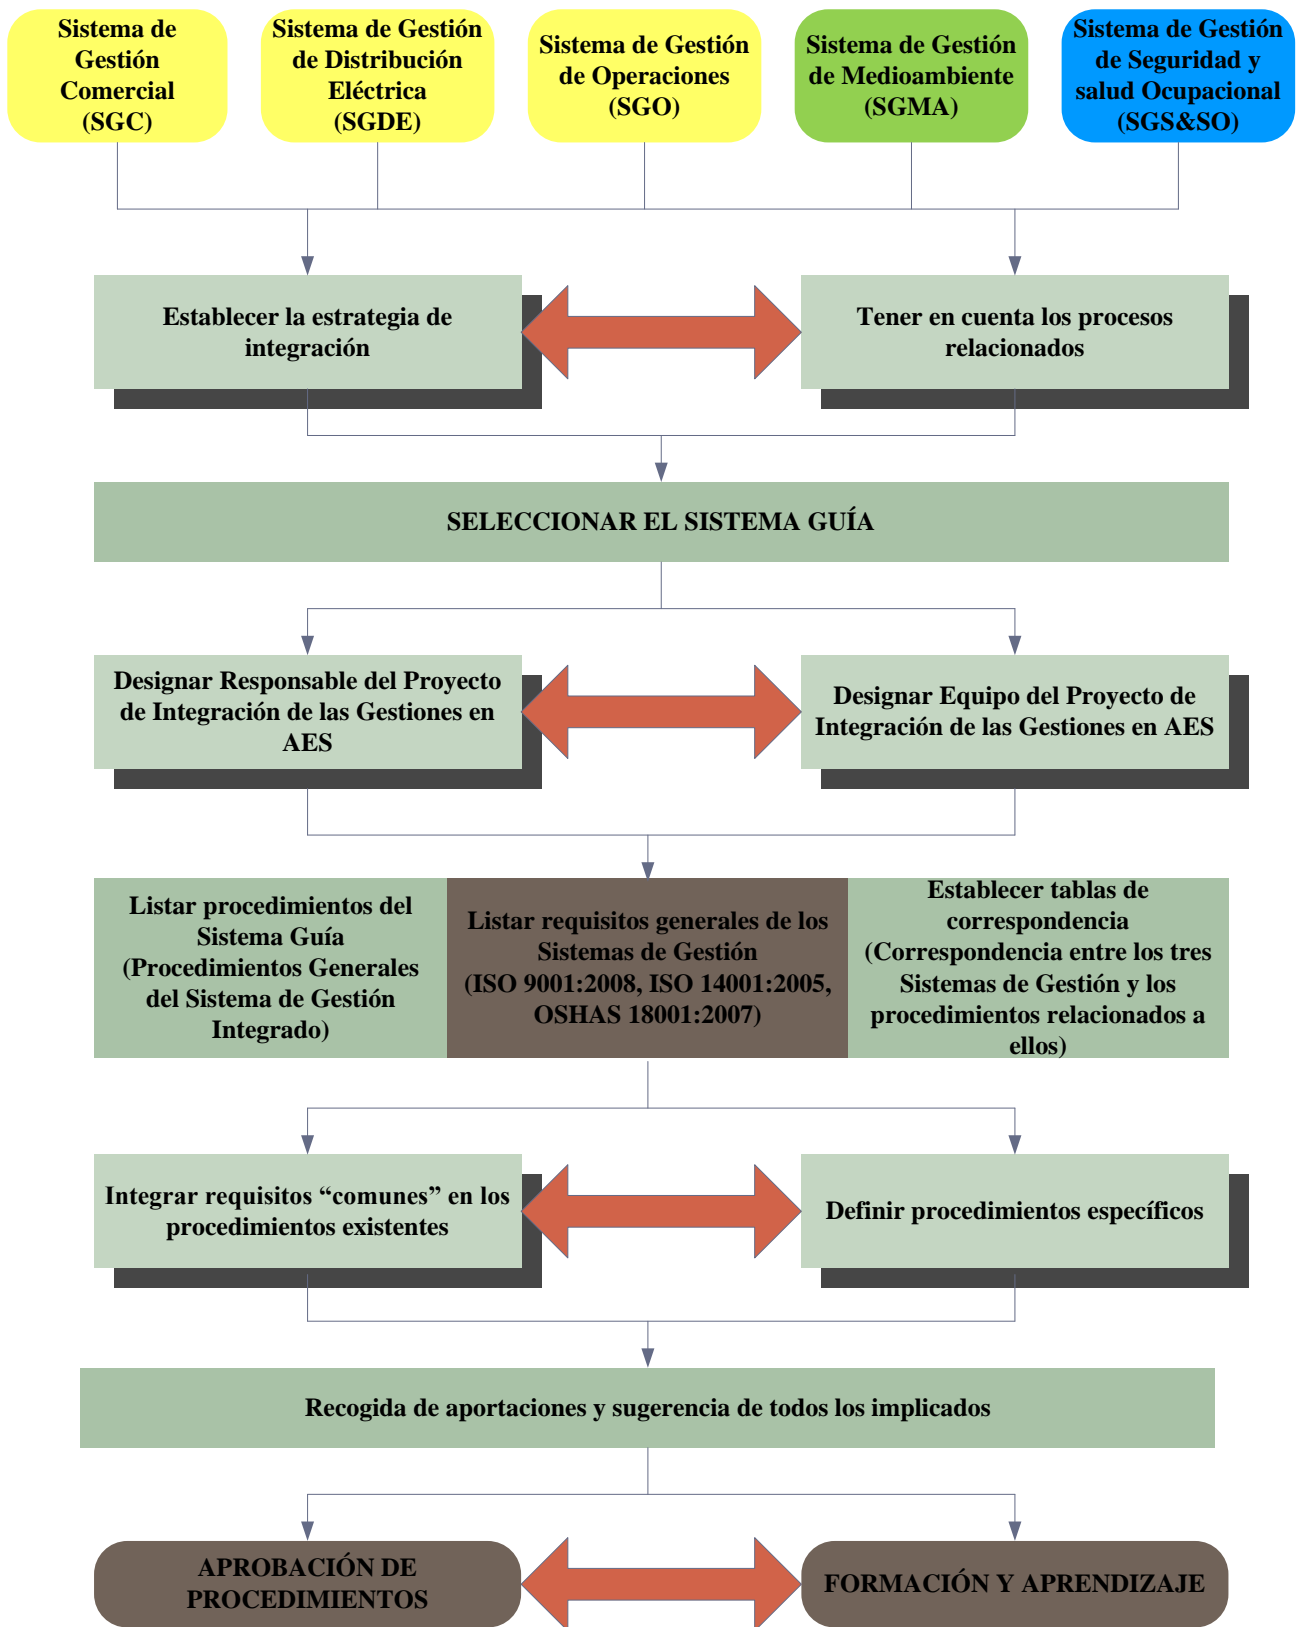 Sistema de
Gestión
Comercial
(SGC)
Sistema de Gestión
de Distribución
Eléctrica
(SGDE)
Sistema de Gestión
de Operaciones
(SGO)
Sistema de Gestión
de Medioambiente
(SGMA)
Sistema de Gestión
de Seguridad y
salud Ocupacional
(SGS&SO)
Establecer la estrategia de
integración
Tener en cuenta los procesos
relacionados
SELECCIONAR EL SISTEMA GUÍA
Designar Responsable del Proyecto
de Integración de las Gestiones en
AES
Designar Equipo del Proyecto de
Integración de las Gestiones en AES
Listar procedimientos del
Sistema Guía
(Procedimientos Generales
del Sistema de Gestión
Integrado)
Listar requisitos generales de los
Sistemas de Gestión
(ISO 9001:2008, ISO 14001:2005,
OSHAS 18001:2007)
Establecer tablas de
correspondencia
(Correspondencia entre los tres
Sistemas de Gestión y los
procedimientos relacionados a
ellos)
Integrar requisitos “comunes” en los
procedimientos existentes
Definir procedimientos específicos
Recogida de aportaciones y sugerencia de todos los implicados
APROBACIÓN DE
PROCEDIMIENTOS
FORMACIÓN Y APRENDIZAJE